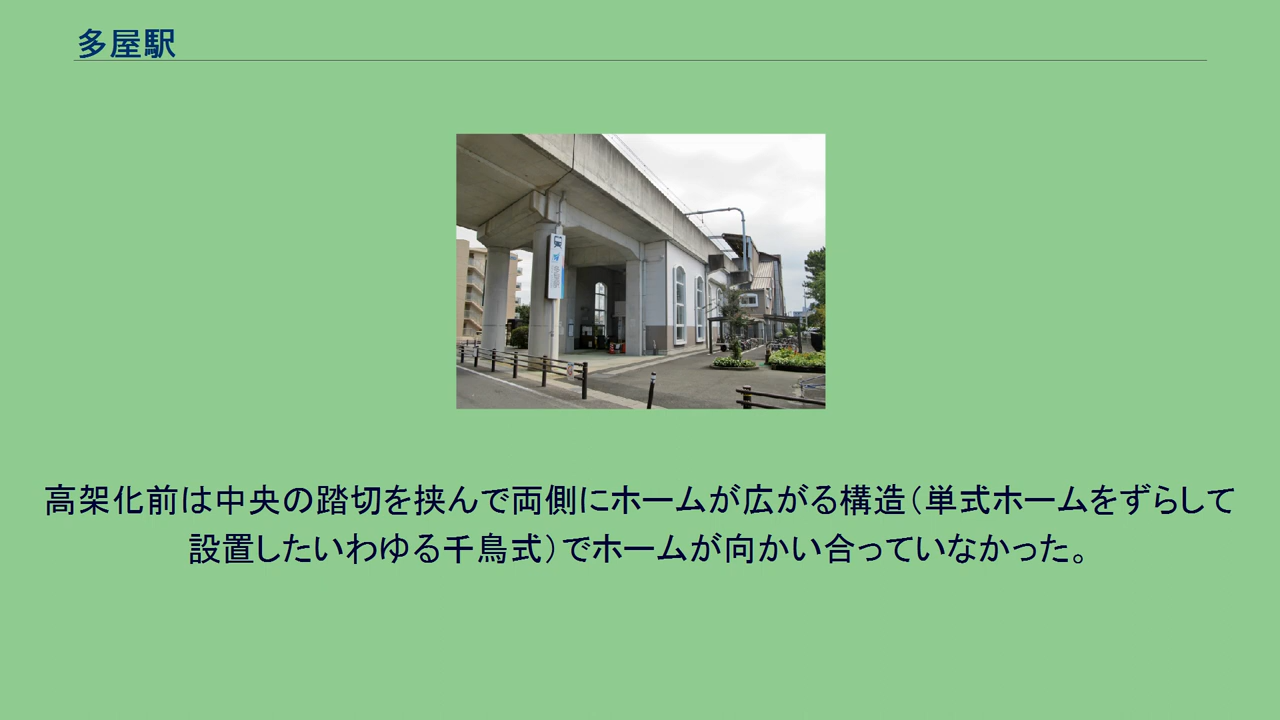 多屋駅
多屋駅
高架化前は中央の踏切を挟んで両側にホームが広がる構造（単式ホームをずらして
設置したいわゆる千鳥式）でホームが向かい合っていなかった。